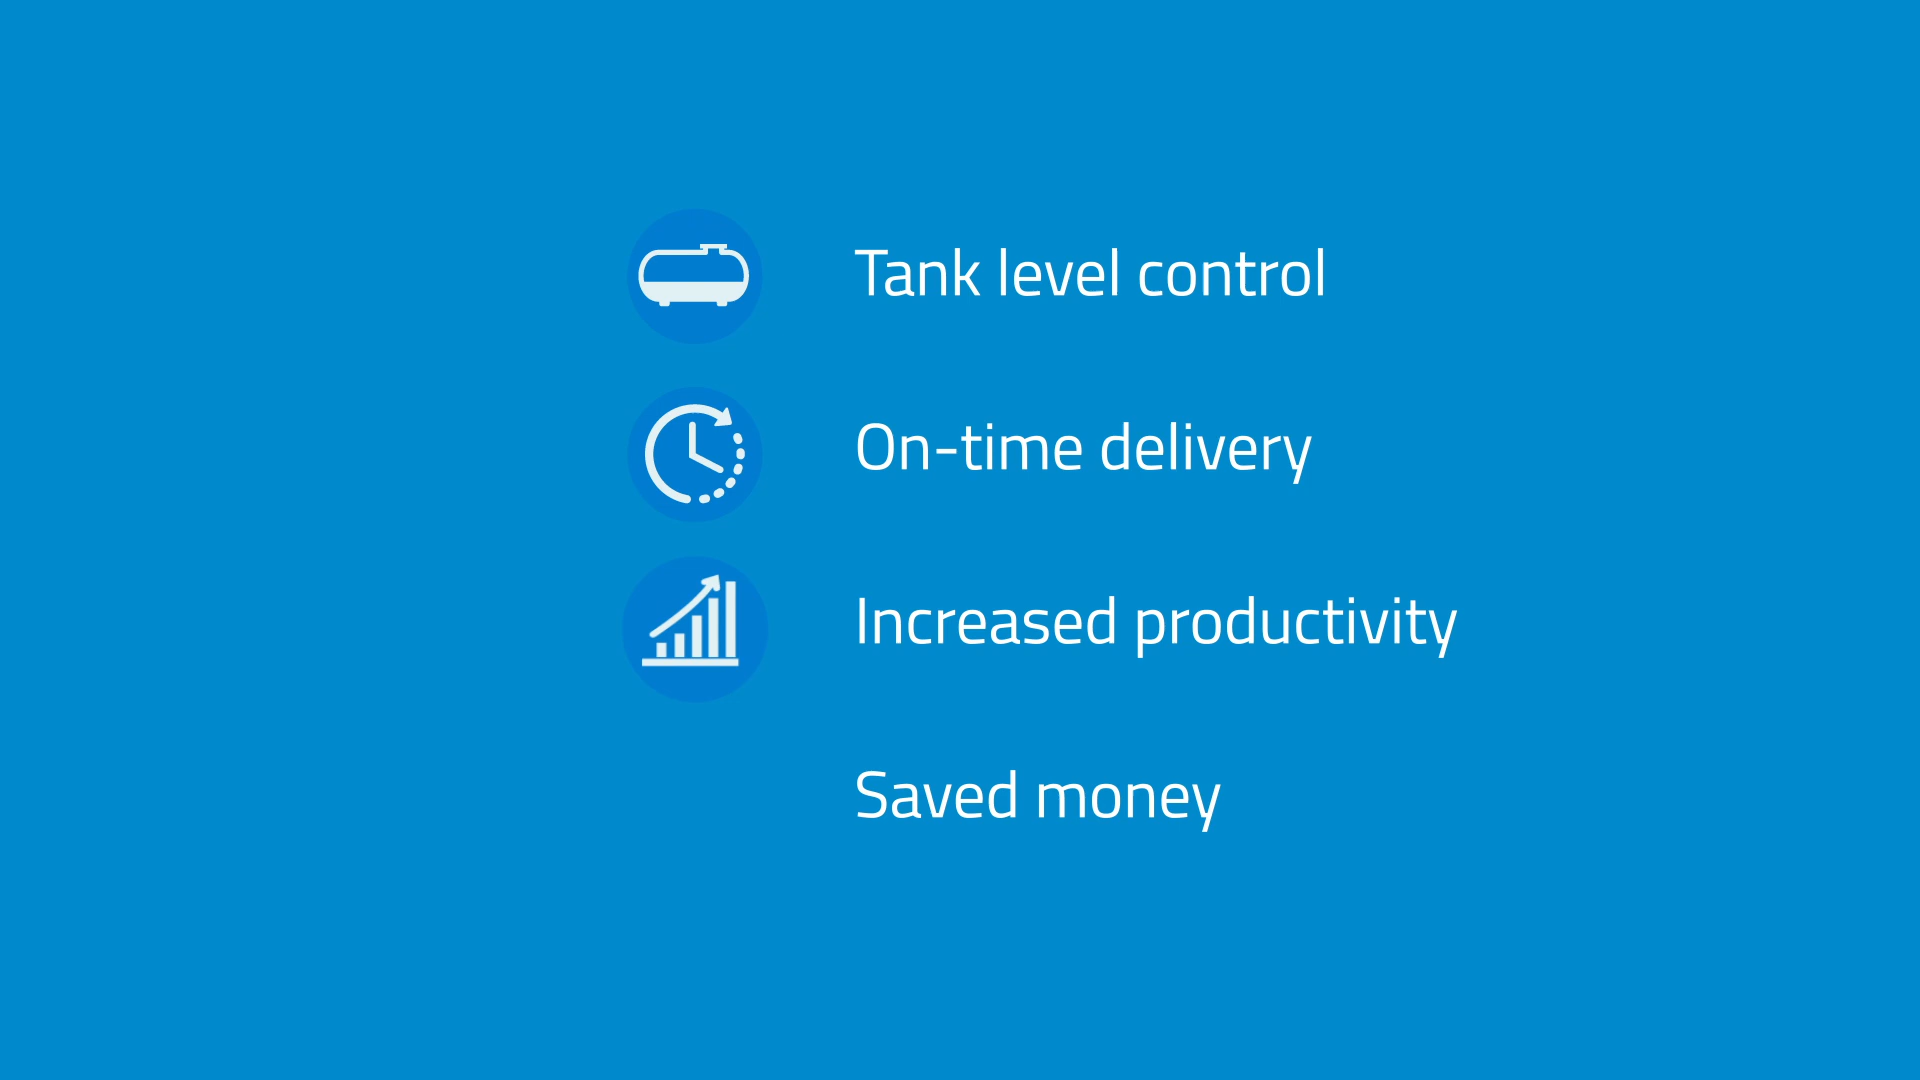 Tank level control
On-time delivery
Increased productivity
Saved money